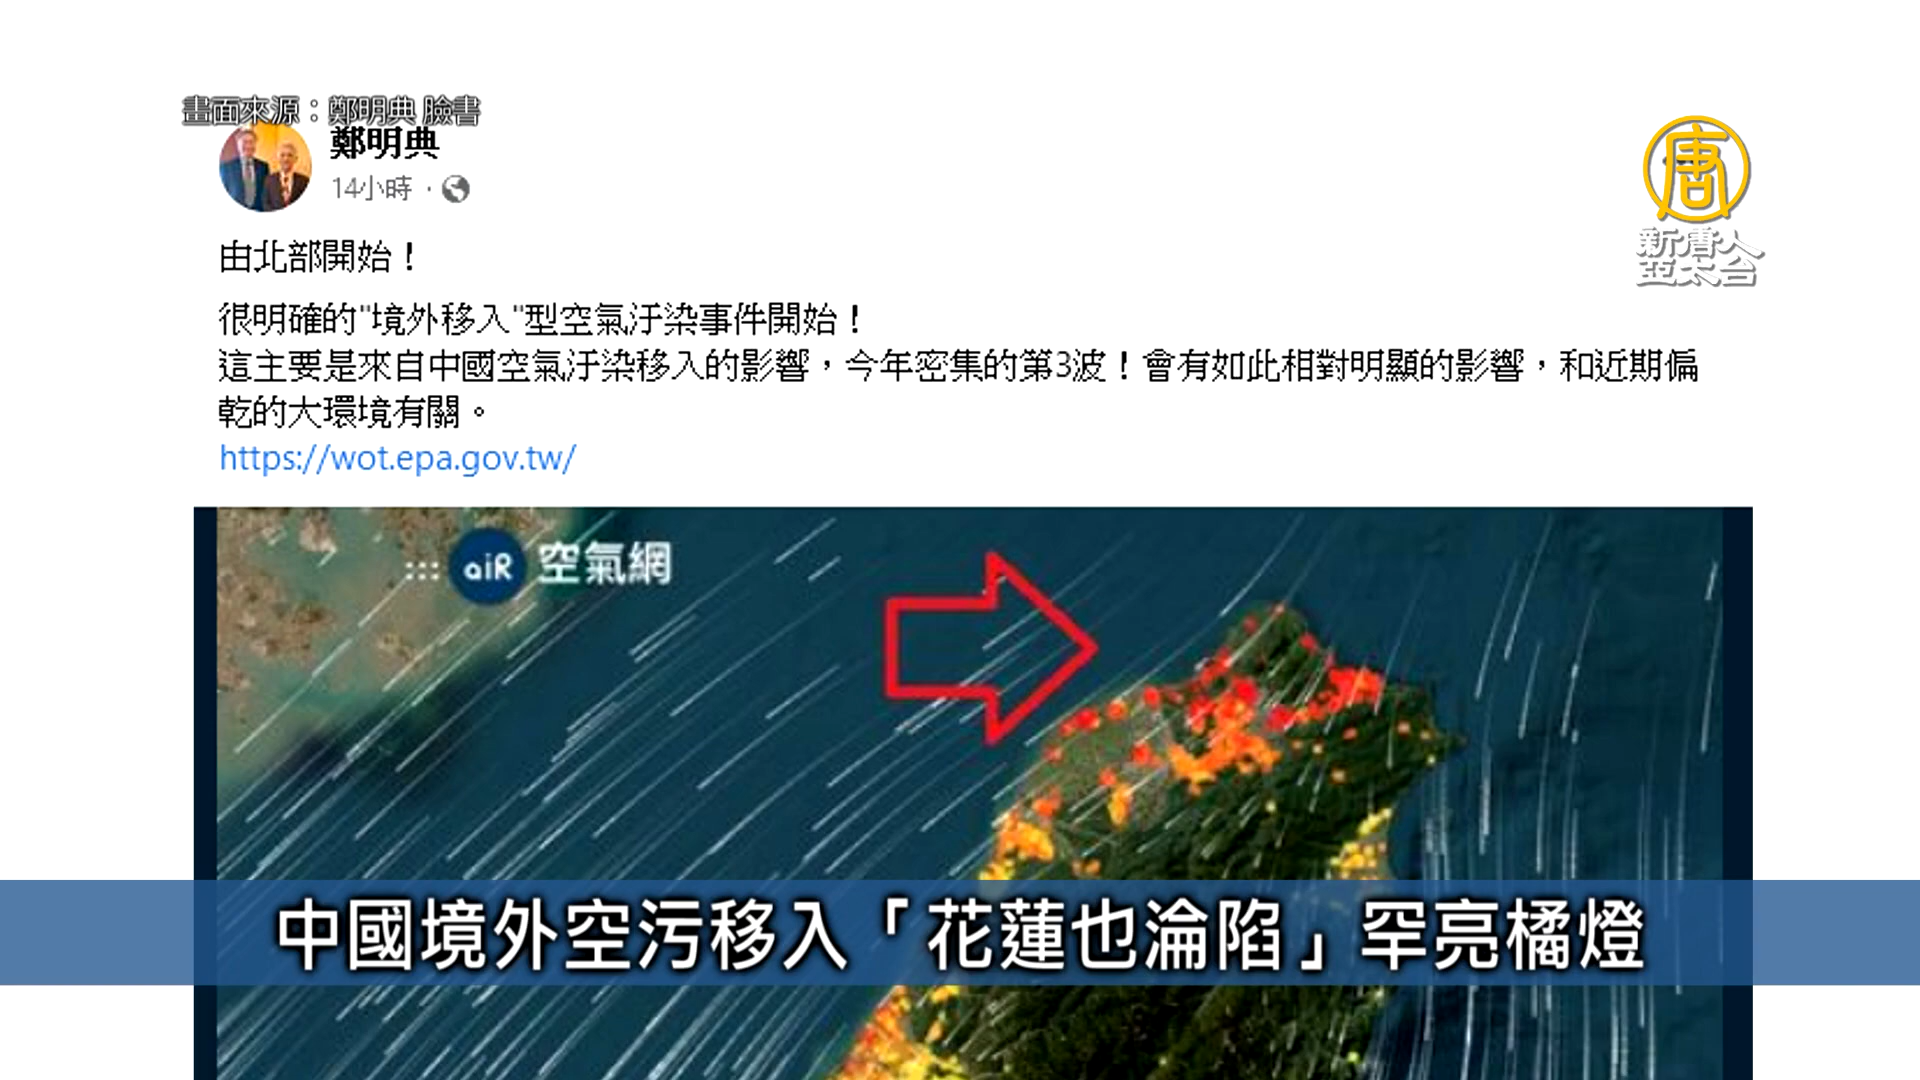 畫面來源：鄭明典 臉書
鄭明典
14小時 ·
唐
新唐人
亞太台
由北部開始！
很明確的"境外移入"型空氣汙染事件開始！
這主要是來自中國空氣汙染移入的影響，今年密集的第3波！會有如此相對明顯的影響，和近期偏
乾的大環境有關。
https://wot.epa.gov.tw/
aiR 空氣網
中國境外空污移入「花蓮也淪陷」罕亮橘燈